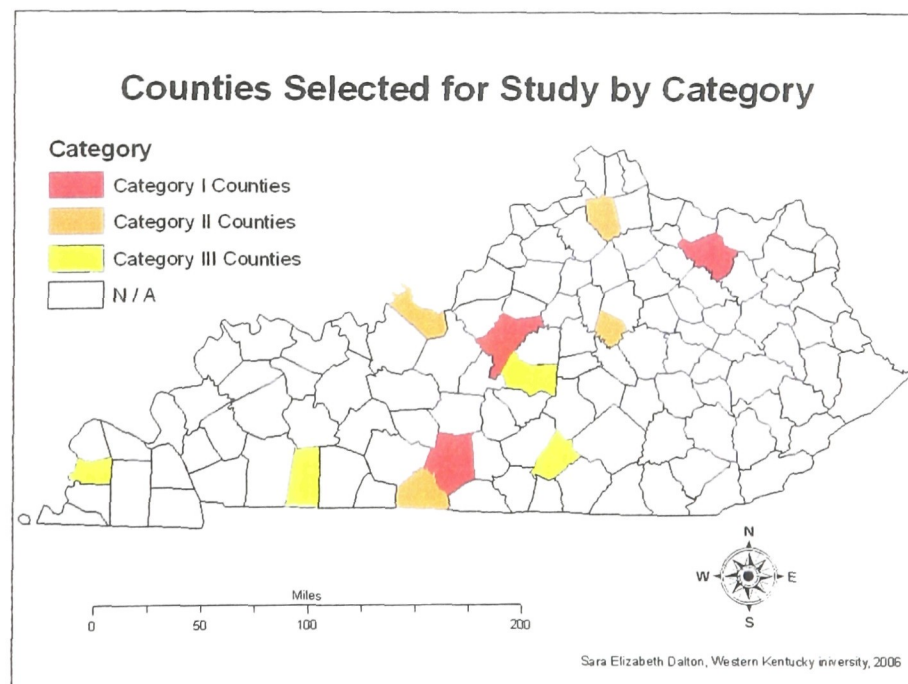 Counties Selected for Study by Category
Category
Category I Counties
Category II Counties
Category III Counties
N / A
N
W E
S
Miles
0 50 100 200
Sara Elizabeth Dalton, Western Kentucky iniversity, 2006